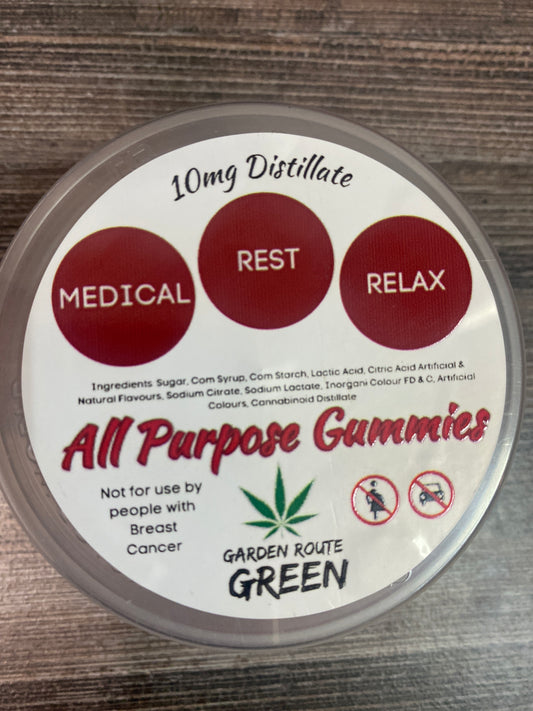 10mg Distillate
MEDICAL
REST
RELAX
Ingredients Sugar, Corn Syrup, Corn Starch, Lactic Acid, Citric Acid Artificial &
Natural Flavours, Sodium Citrate, Sodium Lactate, Inorgani Colour FD & C, Artificial
Colours, Cannabinoid Distillate
All Purpose Gummies
Not for use by
people with
Breast
Cancer
GARDEN ROUTE
GREEN